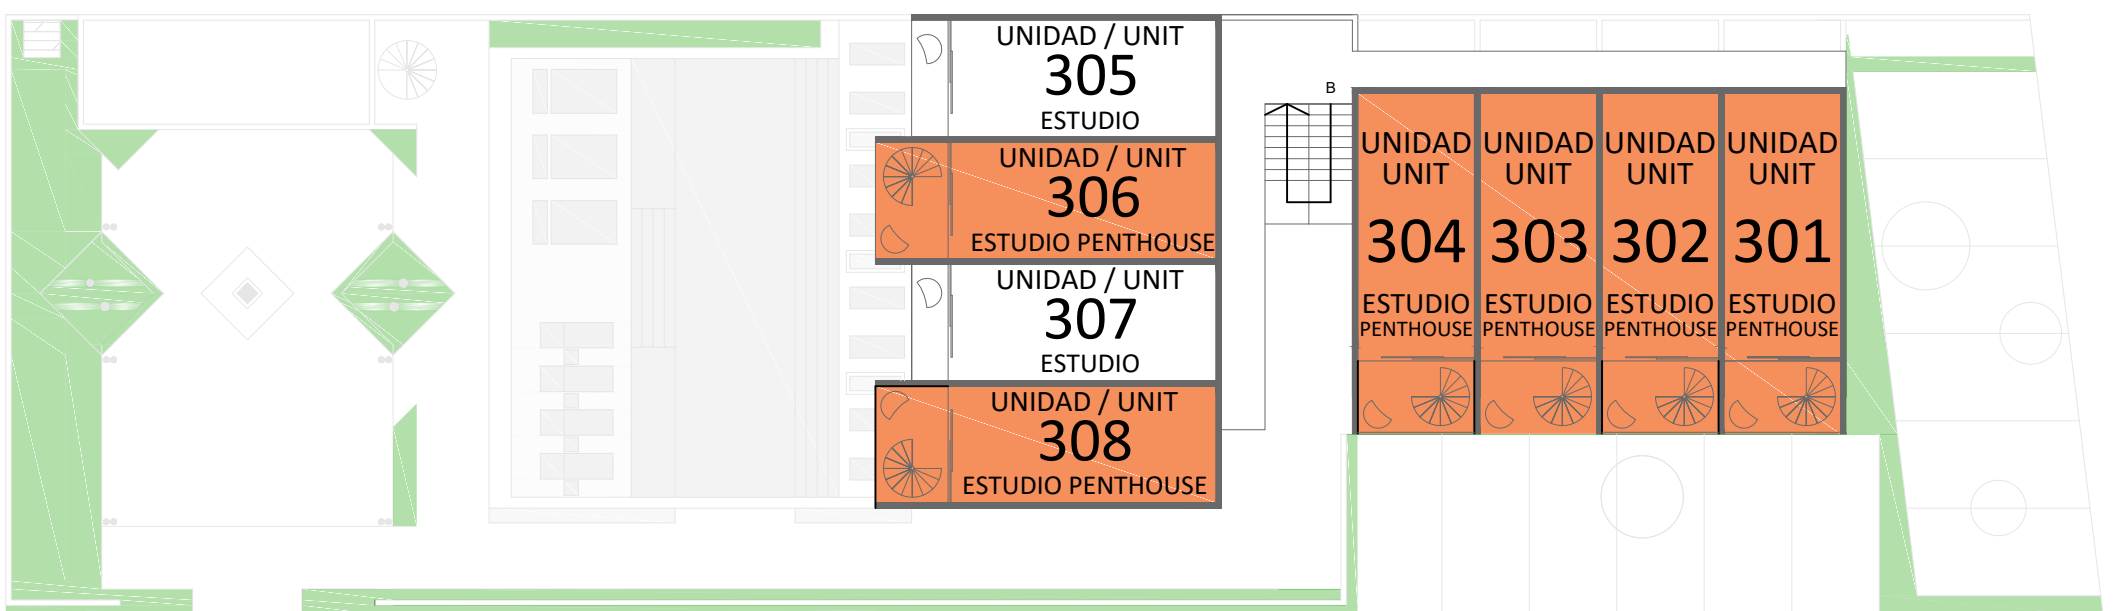 UNIDAD / UNIT
305
ESTUDIO
UNIDAD / UNIT
306
ESTUDIO PENTHOUSE
UNIDAD / UNIT
307
ESTUDIO
UNIDAD / UNIT
308
ESTUDIO PENTHOUSE
B
UNIDAD
UNIT
304
ESTUDIO
PENTHOUSE
UNIDAD
UNIT
303
ESTUDIO
PENTHOUSE
UNIDAD
UNIT
302
ESTUDIO
PENTHOUSE
UNIDAD
UNIT
301
ESTUDIO
PENTHOUSE